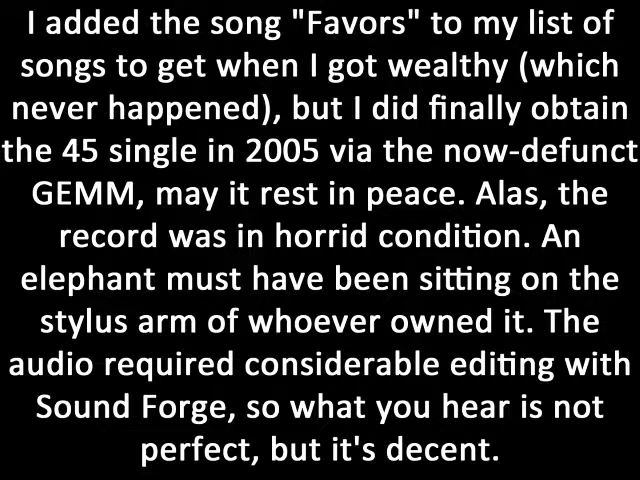 I added the song "Favors" to my list of
songs to get when I got wealthy (which
never happened), but I did finally obtain
the 45 single in 2005 via the now-defunct
GEMM, may it rest in peace. Alas, the
record was in horrid condition. An
elephant must have been sitting on the
stylus arm of whoever owned it. The
audio required considerable editing with
Sound Forge, so what you hear is not
perfect, but it's decent.